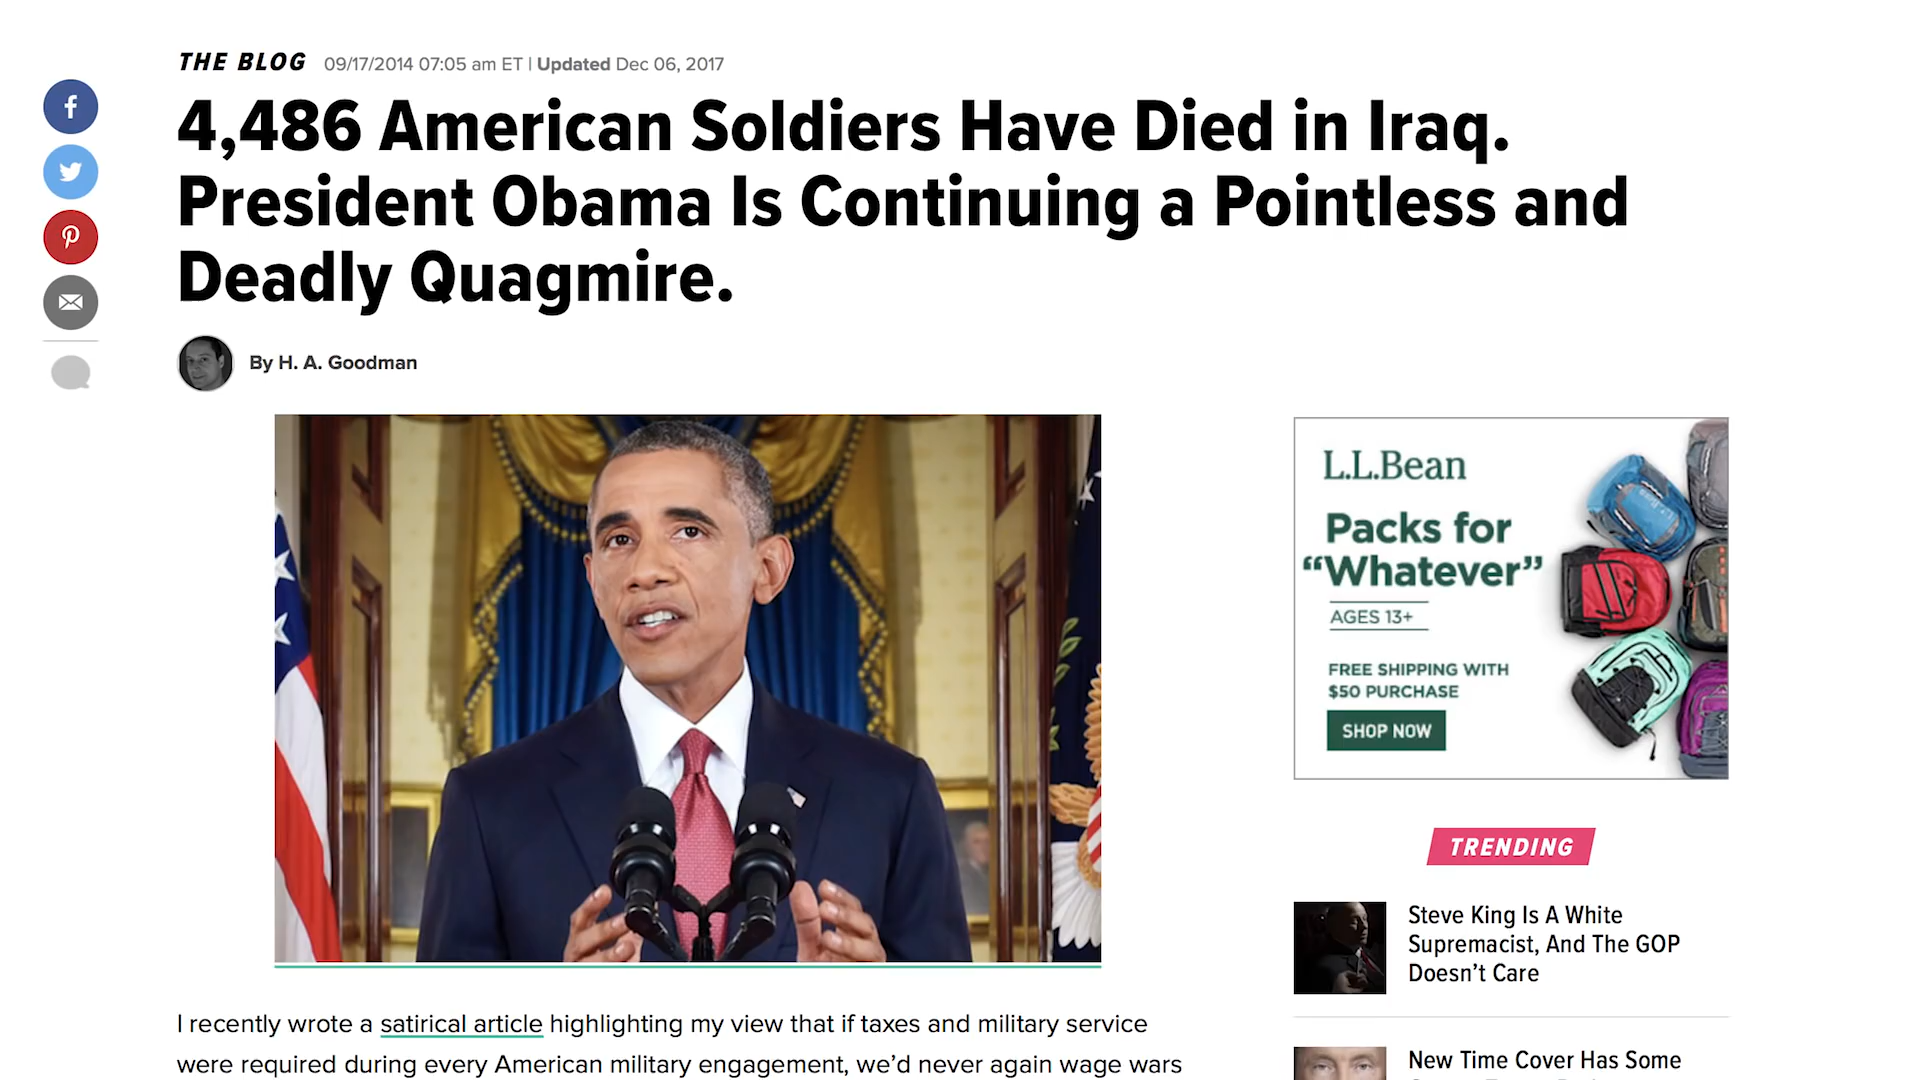 THE BLOG 09/17/2014 07:05 am ET | Updated Dec 06, 2017
4,486 American Soldiers Have Died in Iraq.
President Obama Is Continuing a Pointless and
Deadly Quagmire.
By H. A. Goodman
L.L.Bean
Packs for
“Whatever”
AGES 13+
FREE SHIPPING WITH
$50 PURCHASE
SHOP NOW
TRENDING
Steve King Is A White
Supremacist, And The GOP
Doesn’t Care
I recently wrote a satirical article highlighting my view that if taxes and military service
were required during every American military engagement, we’d never again wage wars
New Time Cover Has Some